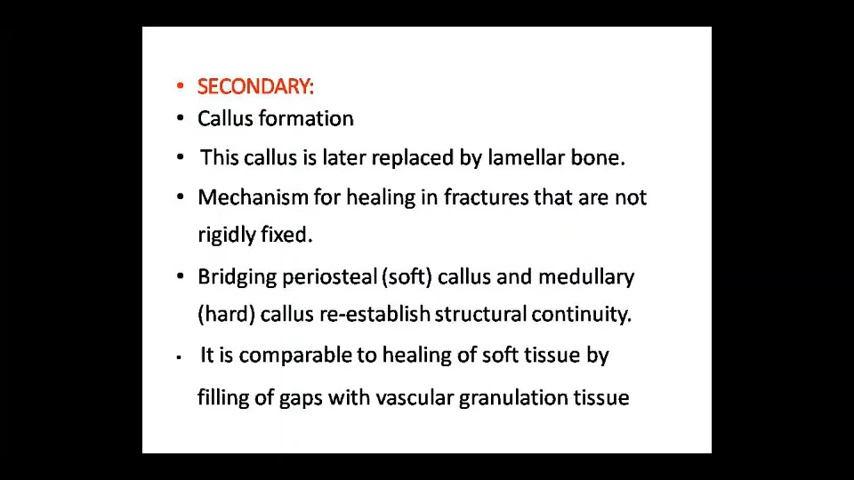 • SECONDARY:
• Callus formation
• This callus is later replaced by lamellar bone.
• Mechanism for healing in fractures that are not
rigidly fixed.
• Bridging periosteal (soft) callus and medullary
(hard) callus re-establish structural continuity.
• It is comparable to healing of soft tissue by
filling of gaps with vascular granulation tissue